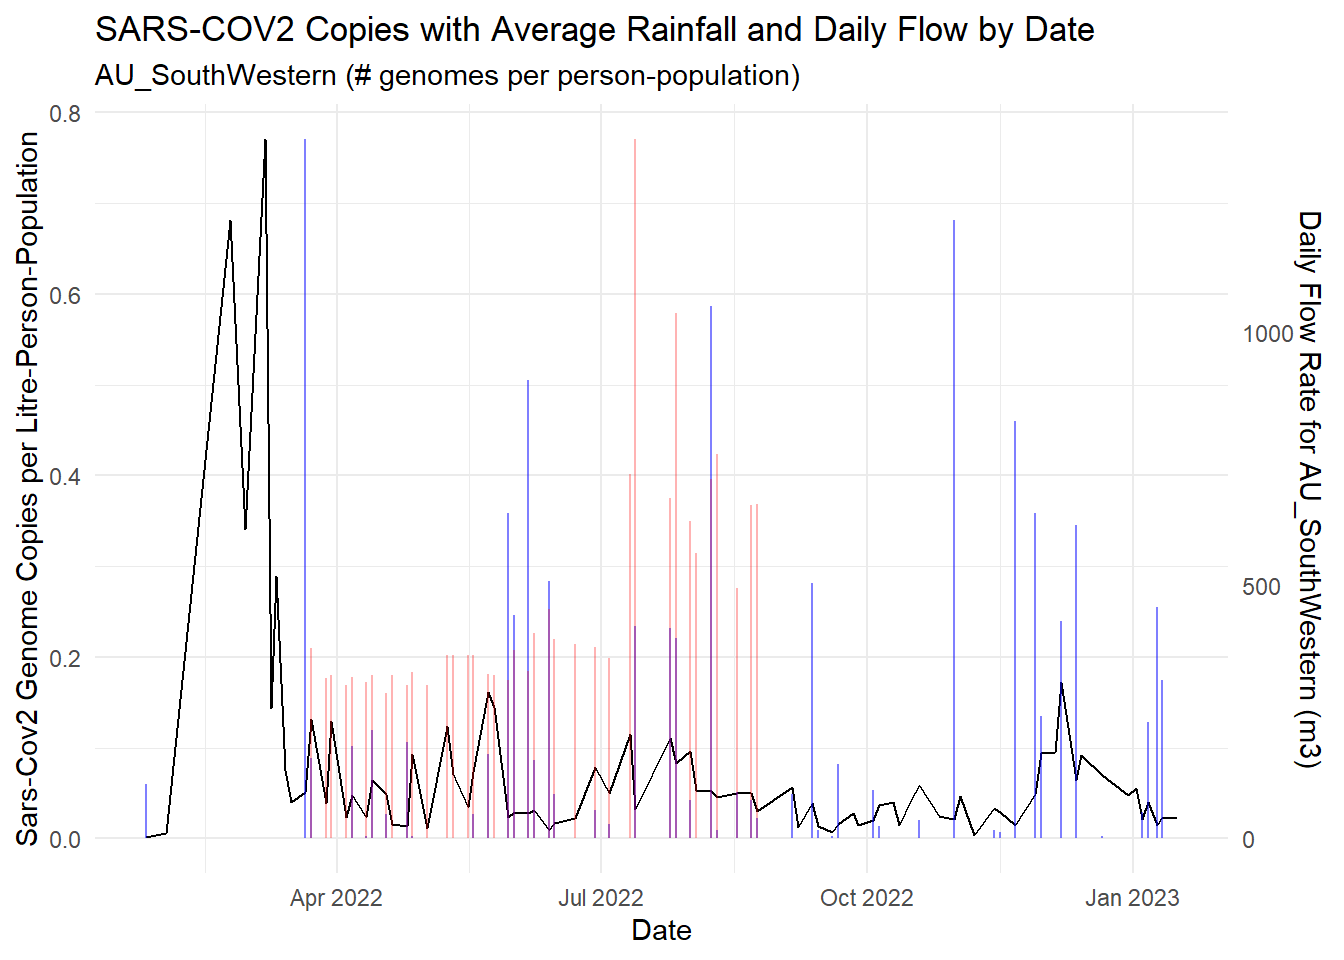 SARS-COV2 Copies with Average Rainfall and Daily Flow by Date
AU_SouthWestern (# genomes per person-population)
Sars-Cov2 Genome Copies per Litre-Person-Population
0.8
0.6
0.4
0.2
0.0
1000
500
0
Daily Flow Rate for AU_SouthWestern (m3)
Apr 2022
Jul 2022
Oct 2022
Jan 2023
Date